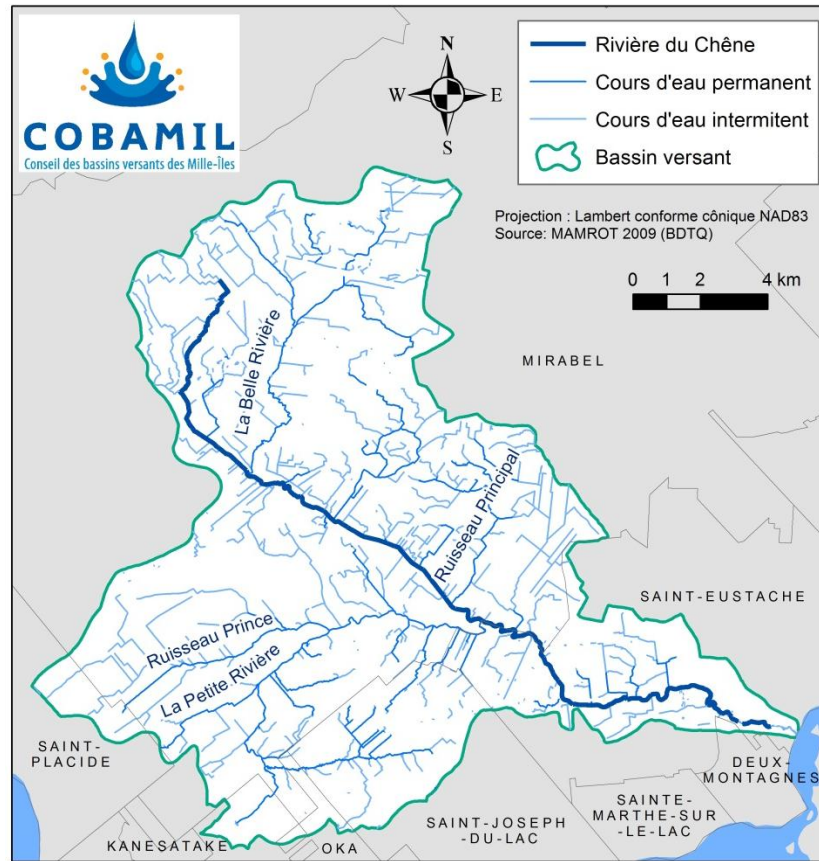 COBAMIL
Conseil des bassins versants des Mille-Îles
N
W E
S
Rivière du Chêne
Cours d'eau permanent
Cours d'eau intermitent
Bassin versant
Projection : Lambert conforme cônique NAD83
Source: MAMROT 2009 (BDTQ)
0 1 2 4 km
MIRABEL
La Belle Rivière
Ruisseau Principal
SAINT-EUSTACHE
Ruisseau Prince
La Petite Rivière
SAINT-
PLACIDE
DEUX-
MONTAGNES
SAINTE-
MARTHE-SUR
-LE-LAC
SAINT-JOSEPH
-DU-LAC
KANESATAKE
OKA